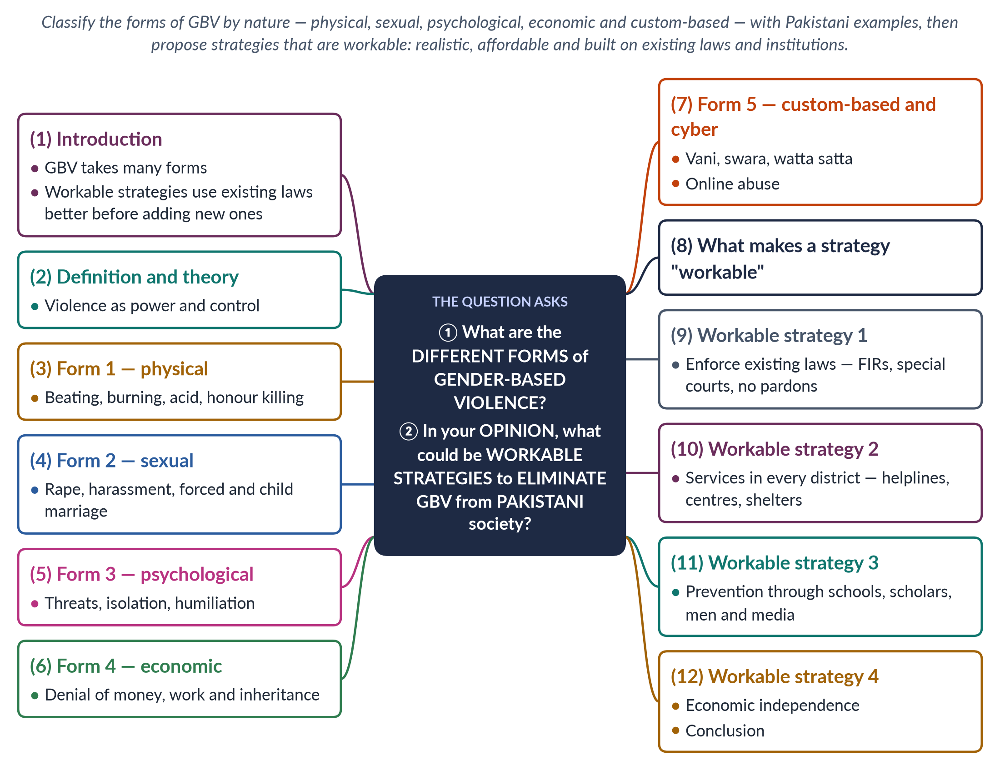 Classify the forms of GBV by nature — physical, sexual, psychological, economic and custom-based — with Pakistani examples, then
propose strategies that are workable: realistic, affordable and built on existing laws and institutions.
(1) Introduction
• GBV takes many forms
• Workable strategies use existing laws
better before adding new ones
(2) Definition and theory
• Violence as power and control
(3) Form 1 — physical
• Beating, burning, acid, honour killing
(4) Form 2 — sexual
• Rape, harassment, forced and child
marriage
(5) Form 3 — psychological
• Threats, isolation, humiliation
(6) Form 4 — economic
• Denial of money, work and inheritance
THE QUESTION ASKS
① What are the
DIFFERENT FORMS of
GENDER-BASED
VIOLENCE?
② In your OPINION, what
could be WORKABLE
STRATEGIES to ELIMINATE
GBV from PAKISTANI
society?
(7) Form 5 — custom-based and
cyber
• Vani, swara, watta satta
• Online abuse
(8) What makes a strategy
"workable"
(9) Workable strategy 1
• Enforce existing laws — FIRs, special
courts, no pardons
(10) Workable strategy 2
• Services in every district — helplines,
centres, shelters
(11) Workable strategy 3
• Prevention through schools, scholars,
men and media
(12) Workable strategy 4
• Economic independence
• Conclusion